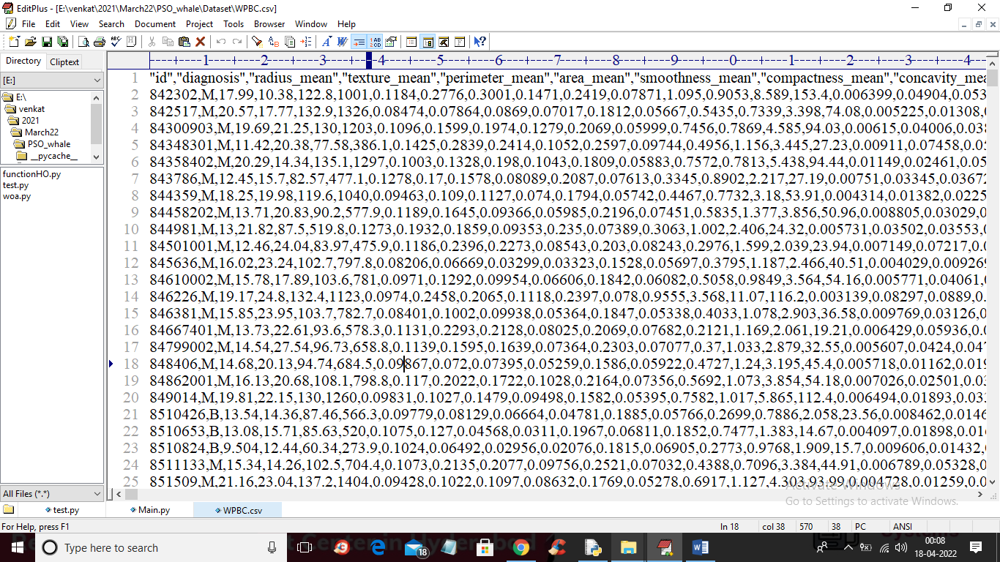 EditPlus - [E:\venkat\2021\March22\PSO_whale\Dataset\WPBC.csv]
File Edit View Search Document Project Tools Browser Window Help
Directory Cliptext
[E:]
E:\
venkat
2021
March22
PSO_whale
__pycache__
functionHO.py
test.py
woa.py
All Files (*.*)
----+----1----+----2----+----3----+----4----+----5----+----6----+----7----+----8----+----9----+----0----+----1----+----2----+----3----+----4--
1 "id","diagnosis","radius_mean","texture_mean","perimeter_mean","area_mean","smoothness_mean","compactness_mean","concavity_mea
2 842302,M,17.99,10.38,122.8,1001,0.1184,0.2776,0.3001,0.1471,0.2419,0.07871,1.095,0.9053,8.589,153.4,0.006399,0.04904,0.053
3 842517,M,20.57,17.77,132.9,1326,0.08474,0.07864,0.0869,0.07017,0.1812,0.05667,0.5435,0.7339,3.398,74.08,0.005225,0.01308,0
4 84300903,M,19.69,21.25,130,1203,0.1096,0.1599,0.1974,0.1279,0.2069,0.05999,0.7456,0.7869,4.585,94.03,0.00615,0.04006,0.038
5 84348301,M,11.42,20.38,77.58,386.1,0.1425,0.2839,0.2414,0.1052,0.2597,0.09744,0.4956,1.156,3.445,27.23,0.00911,0.07458,0.05
6 84358402,M,20.29,14.34,135.1,1297,0.1003,0.1328,0.198,0.1043,0.1809,0.05883,0.7572,0.7813,5.438,94.44,0.01149,0.02461,0.05
7 843786,M,12.45,15.7,82.57,477.1,0.1278,0.17,0.1578,0.08089,0.2087,0.07613,0.3345,0.8902,2.217,27.19,0.00751,0.03345,0.03672
8 844359,M,18.25,19.98,119.6,1040,0.09463,0.109,0.1127,0.074,0.1794,0.05742,0.4467,0.7732,3.18,53.91,0.004314,0.01382,0.0225
9 84458202,M,13.71,20.83,90.2,577.9,0.1189,0.1645,0.09366,0.05985,0.2196,0.07451,0.5835,1.377,3.856,50.96,0.008805,0.03029,0
10 844981,M,13,21.82,87.5,519.8,0.1273,0.1932,0.1859,0.09353,0.235,0.07389,0.3063,1.002,2.406,24.32,0.005731,0.03502,0.03553,0
11 84501001,M,12.46,24.04,83.97,475.9,0.1186,0.2396,0.2273,0.08543,0.203,0.08243,0.2976,1.599,2.039,23.94,0.007149,0.07217,0.0
12 845636,M,16.02,23.24,102.7,797.8,0.08206,0.06669,0.03299,0.03323,0.1528,0.05697,0.3795,1.187,2.466,40.51,0.004029,0.009269
13 84610002,M,15.78,17.89,103.6,781,0.0971,0.1292,0.09954,0.06606,0.1842,0.06082,0.5058,0.9849,3.564,54.16,0.005771,0.04061,0
14 846226,M,19.17,24.8,132.4,1123,0.0974,0.2458,0.2065,0.1118,0.2397,0.078,0.9555,3.568,11.07,116.2,0.003139,0.08297,0.0889,0.
15 846381,M,15.85,23.95,103.7,782.7,0.08401,0.1002,0.09938,0.05364,0.1847,0.05338,0.4033,1.078,2.903,36.58,0.009769,0.03126,0
16 84667401,M,13.73,22.61,93.6,578.3,0.1131,0.2293,0.2128,0.08025,0.2069,0.07682,0.2121,1.169,2.061,19.21,0.006429,0.05936,0.
17 84799002,M,14.54,27.54,96.73,658.8,0.1139,0.1595,0.1639,0.07364,0.2303,0.07077,0.37,1.033,2.879,32.55,0.005607,0.0424,0.047
18 848406,M,14.68,20.13,94.74,684.5,0.09867,0.072,0.07395,0.05259,0.1586,0.05922,0.4727,1.24,3.195,45.4,0.005718,0.01162,0.019
19 84862001,M,16.13,20.68,108.1,798.8,0.117,0.2022,0.1722,0.1028,0.2164,0.07356,0.5692,1.073,3.854,54.18,0.007026,0.02501,0.03
20 849014,M,19.81,22.15,130,1260,0.09831,0.1027,0.1479,0.09498,0.1582,0.05395,0.7582,1.017,5.865,112.4,0.006494,0.01893,0.03
21 8510426,B,13.54,14.36,87.46,566.3,0.09779,0.08129,0.06664,0.04781,0.1885,0.05766,0.2699,0.7886,2.058,23.56,0.008462,0.0146
22 8510653,B,13.08,15.71,85.63,520,0.1075,0.127,0.04568,0.0311,0.1967,0.06811,0.1852,0.7477,1.383,14.67,0.004097,0.01898,0.01
23 8510824,B,9.504,12.44,60.34,273.9,0.1024,0.06492,0.02956,0.02076,0.1815,0.06905,0.2773,0.9768,1.909,15.7,0.009606,0.01432,
24 8511133,M,15.34,14.26,102.5,704.4,0.1073,0.2135,0.2077,0.09756,0.2521,0.07032,0.4388,0.7096,3.384,44.91,0.006789,0.05328,0
25 851509,M,21.16,23.04,137.2,1404,0.09428,0.1022,0.1097,0.08632,0.1769,0.05278,0.6917,1.127,4.303,93.99,0.004728,0.01259,0.0
Activate Windows
Go to Settings to activate Windows.
test.py Main.py WPBC.csv
For Help, press F1 ln 18 col 38 570 38 PC ANSI
Type here to search
18
00:08
18-04-2022